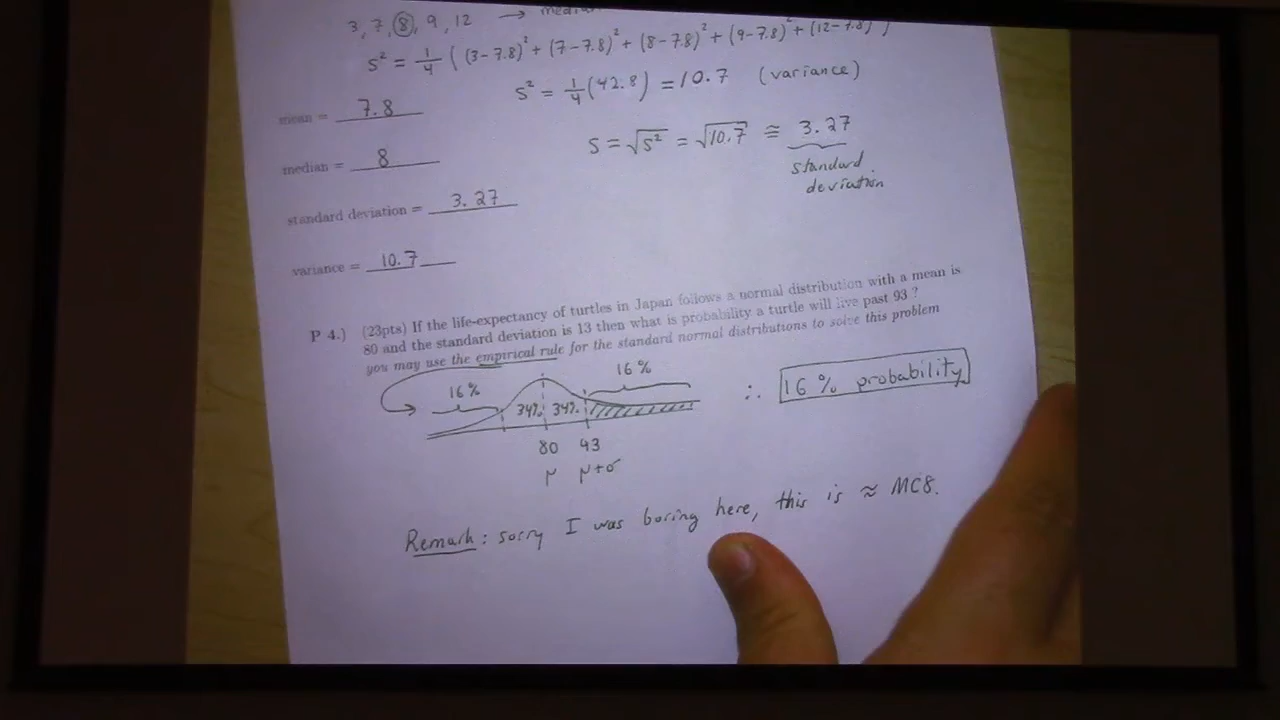 3, 7, 8, 9, 12 →
s² = 1/4 ( (3-7.8)² + (7-7.8)² + (8-7.8)² + (9-7.8)² + (12-7.8)² )
s² = 1/4 (42.8) = 10.7 (variance)
mean = 7.8
s = √s² = √10.7 ≅ 3.27
median = 8
standard
deviation
standard deviation = 3.27
variance = 10.7
P 4.) (23pts) If the life-expectancy of turtles in Japan follows a normal distribution with a mean is
80 and the standard deviation is 13 then what is probability a turtle will live past 93 ?
you may use the empirical rule for the standard normal distributions to solve this problem
16% 16%
34% 34%
∴ 16% probability
80 93
μ μ+σ
Remark: sorry I was boring here, this is ≈ MC8.